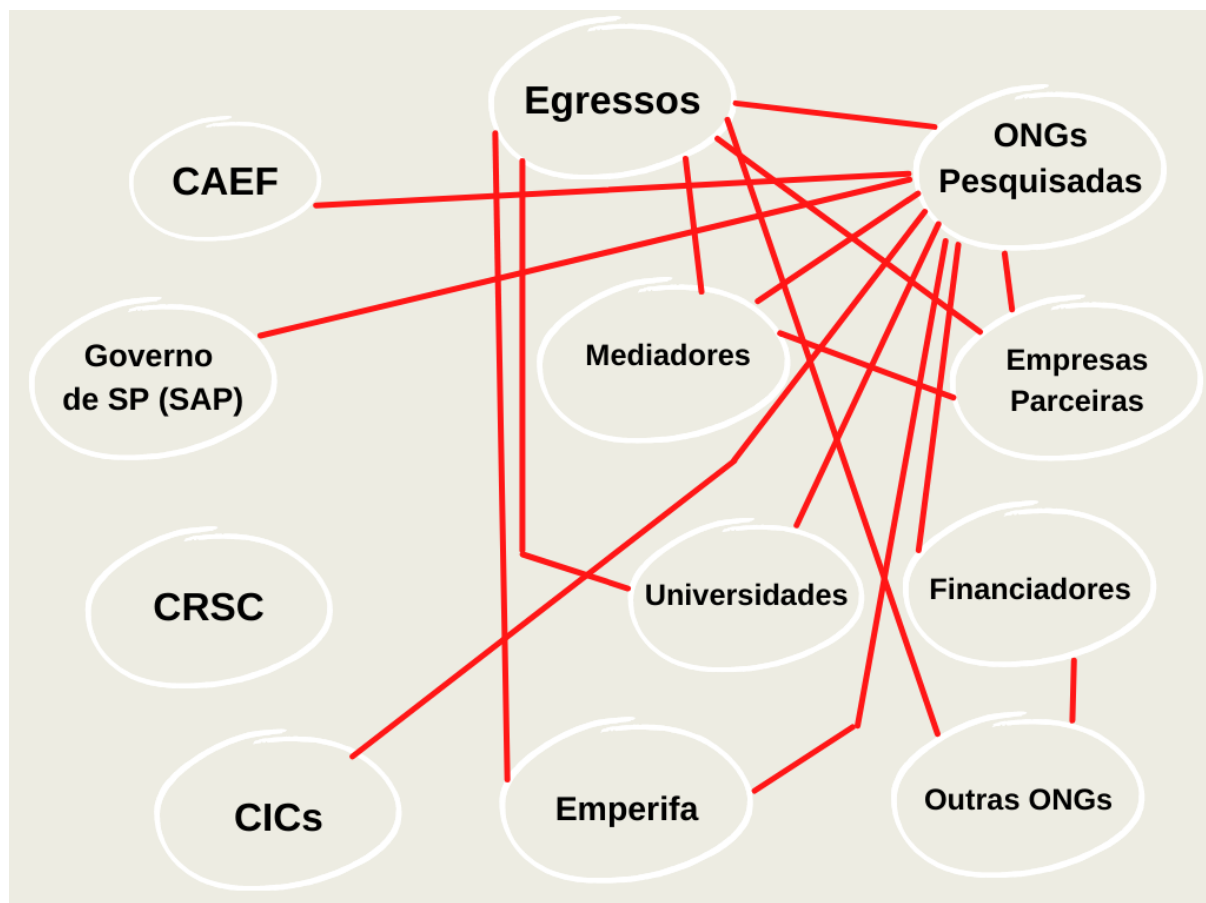 Egressos
ONGs
Pesquisadas
CAEF
Governo
de SP (SAP)
Mediadores
Empresas
Parceiras
CRSC
Universidades
Financiadores
CICs
Emperifa
Outras ONGs